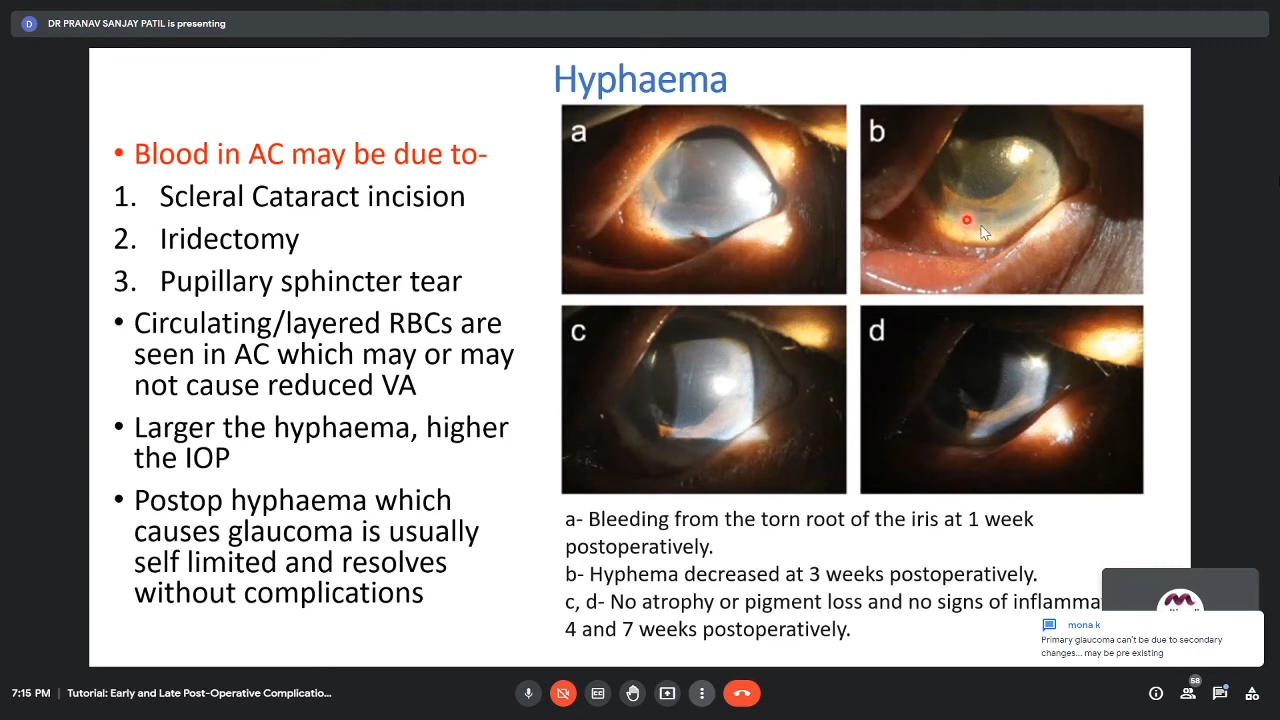 D DR PRANAV SANJAY PATIL is presenting
Hyphaema
• Blood in AC may be due to-
1. Scleral Cataract incision
2. Iridectomy
3. Pupillary sphincter tear
• Circulating/layered RBCs are
seen in AC which may or may
not cause reduced VA
• Larger the hyphaema, higher
the IOP
• Postop hyphaema which
causes glaucoma is usually
self limited and resolves
without complications
a
b
c
d
a- Bleeding from the torn root of the iris at 1 week
postoperatively.
b- Hyphema decreased at 3 weeks postoperatively.
c, d- No atrophy or pigment loss and no signs of inflamma
4 and 7 weeks postoperatively.
mona k
Primary glaucoma can't be due to secondary
changes... may be pre existing
7:15 PM | Tutorial: Early and Late Post-Operative Complicatio...
58